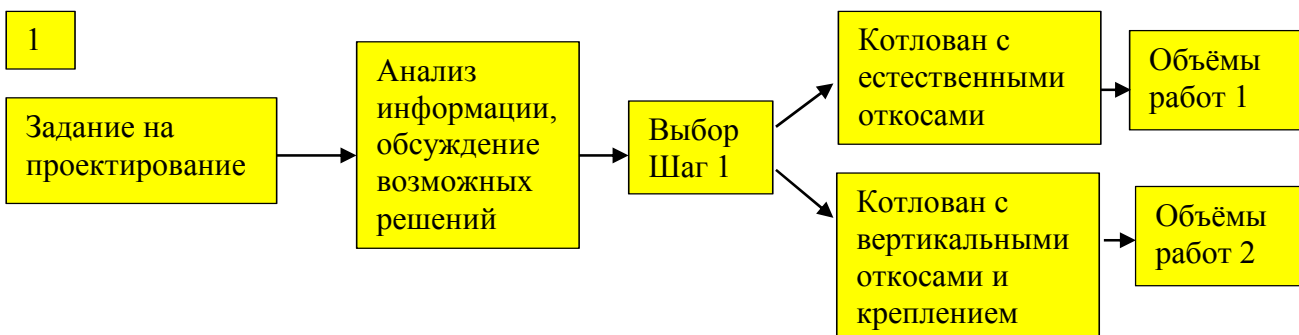 1
Задание на
проектирование
Анализ
информации,
обсуждение
возможных
решений
Выбор
Шаг 1
Котлован с
естественными
откосами
Объёмы
работ 1
Котлован с
вертикальными
откосами и
креплением
Объёмы
работ 2